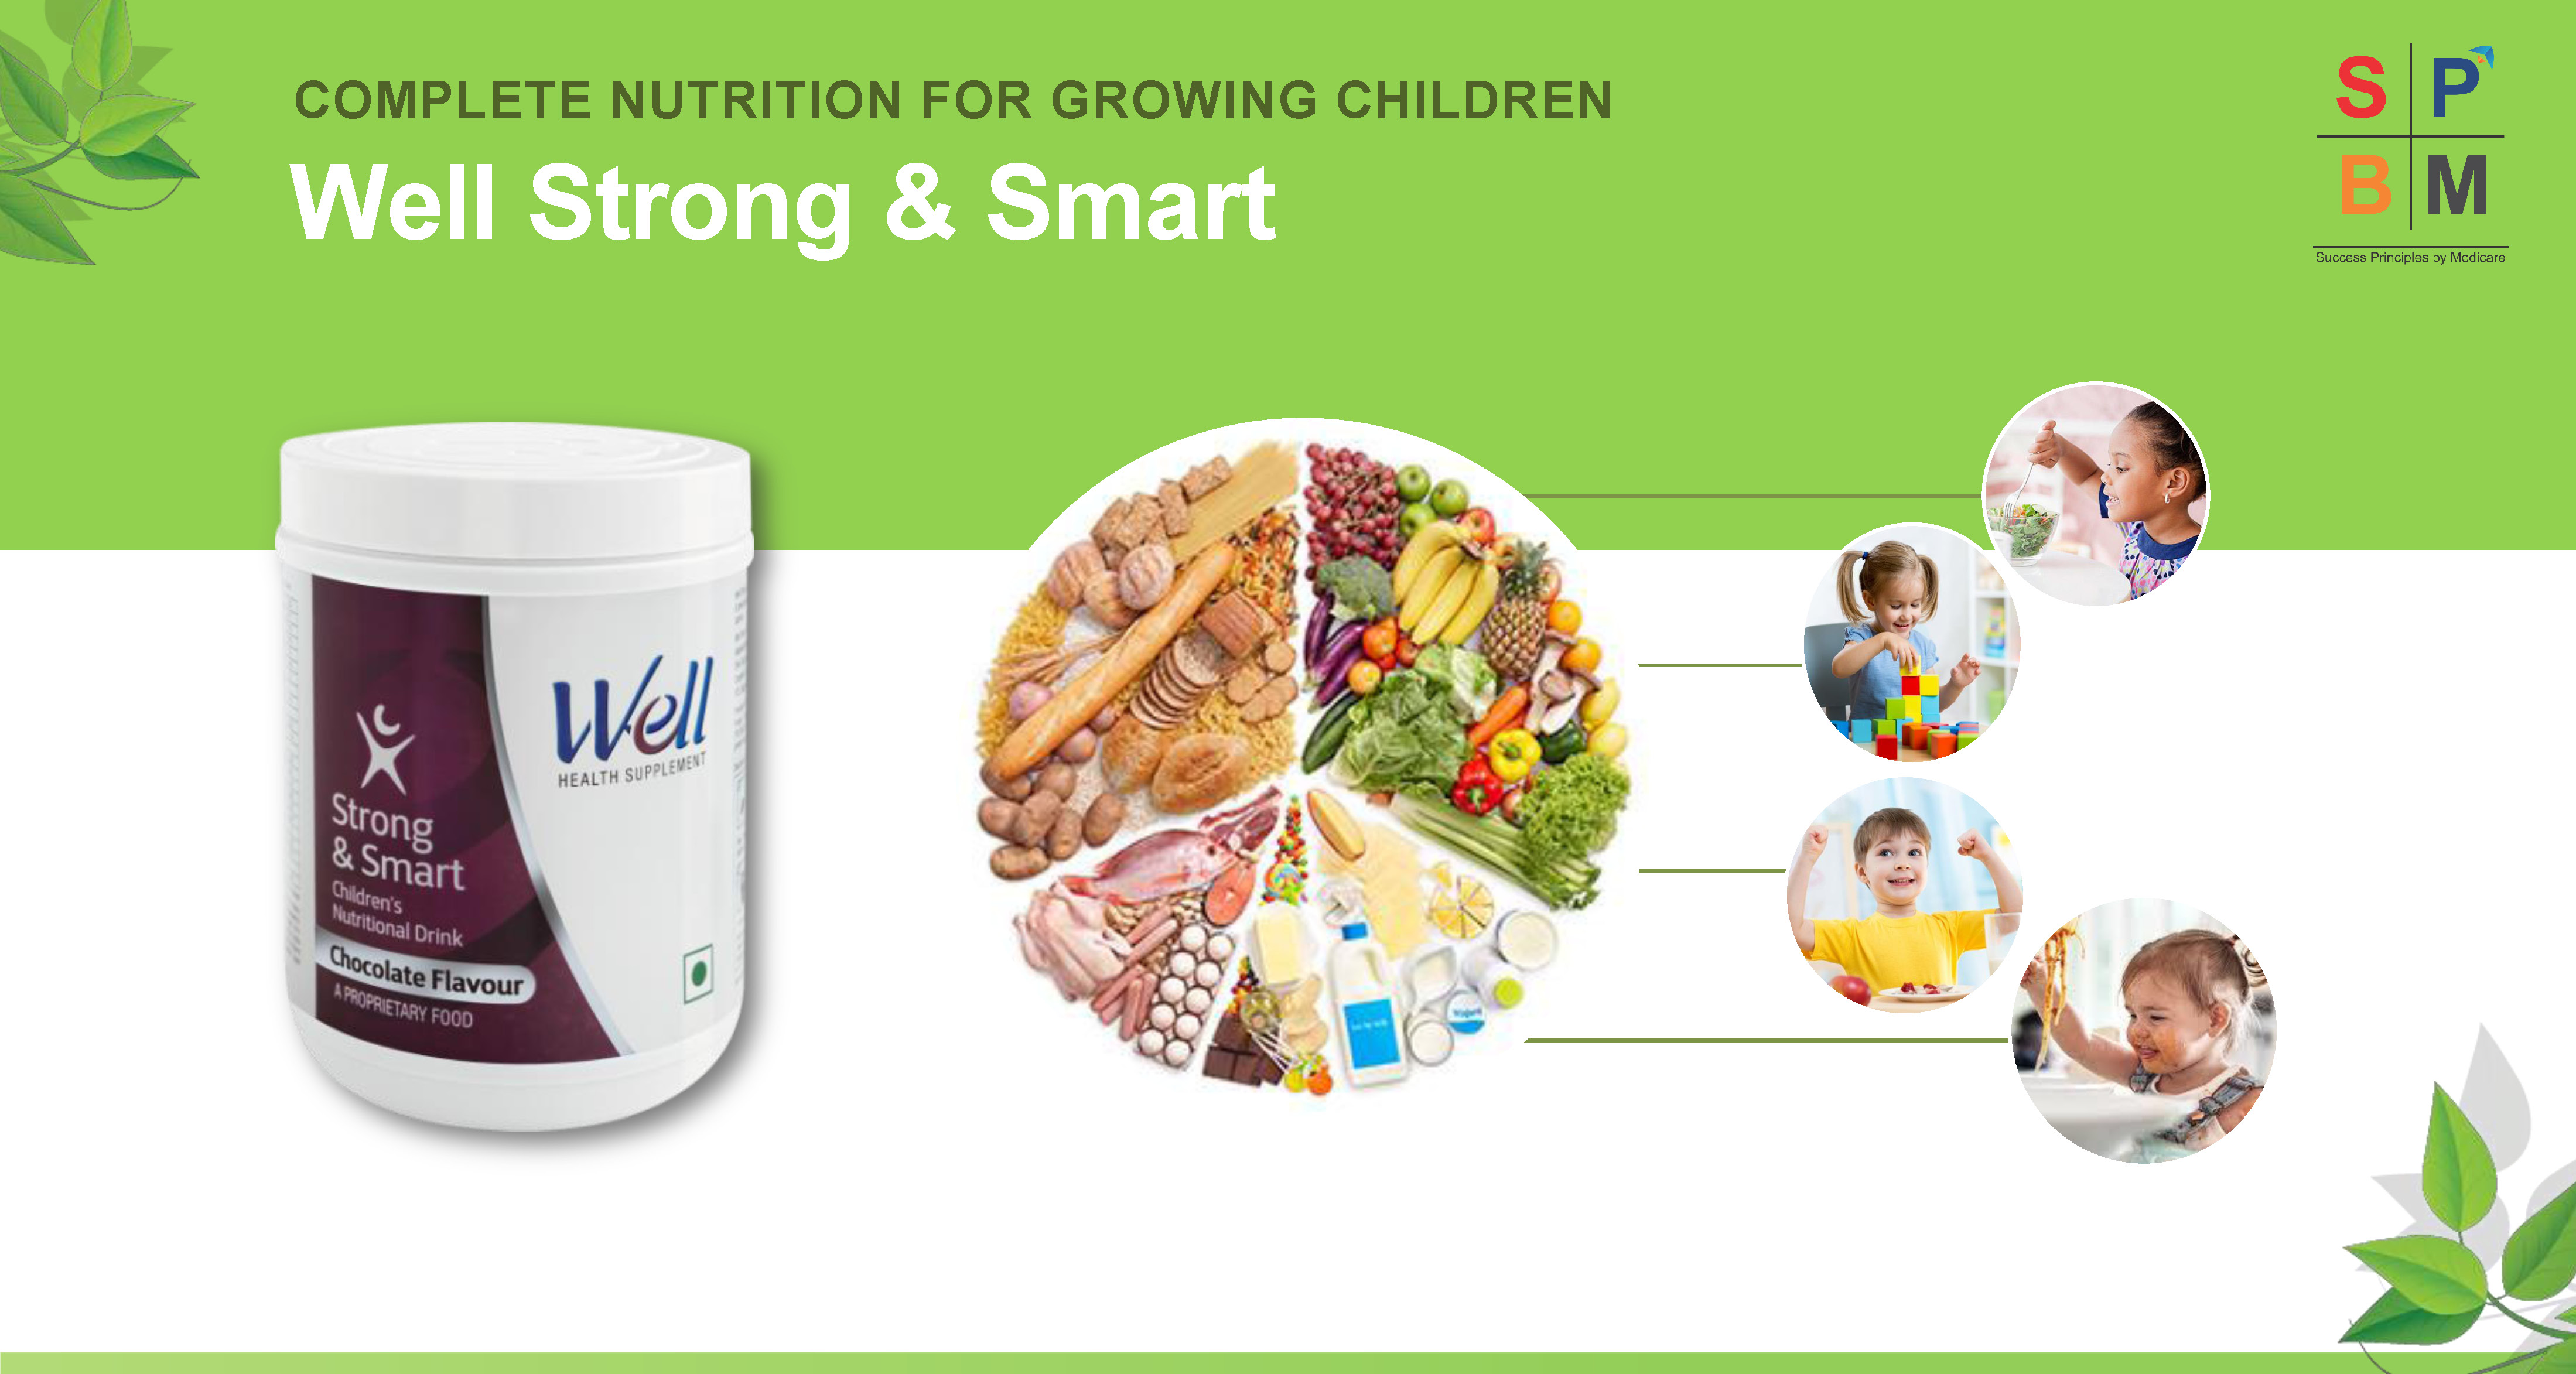 COMPLETE NUTRITION FOR GROWING CHILDREN
Well Strong & Smart
S P
B M
Success Principles by Modicare
Well
HEALTH SUPPLEMENT
Strong
& Smart
Children's
Nutritional Drink
Chocolate Flavour
A PROPRIETARY FOOD
Yogurt